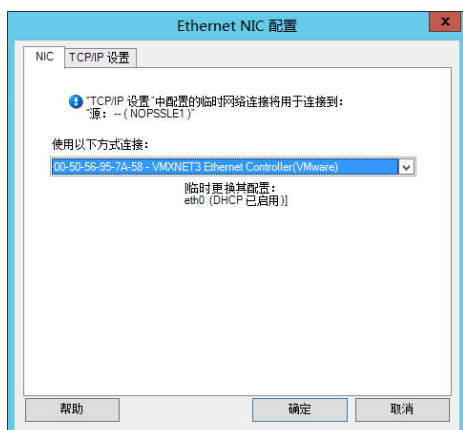 Ethernet NIC 配置
x
NIC
TCP/IP 设置
"TCP/IP 设置"中配置的临时网络连接将用于连接到：
"源： -- ( NOPSSLE1 )"
使用以下方式连接：
00-50-56-95-7A-58 - VMXNET3 Ethernet Controller(VMware)
[临时更换其配置：
eth0 (DHCP 已启用 )]
帮助
确定
取消